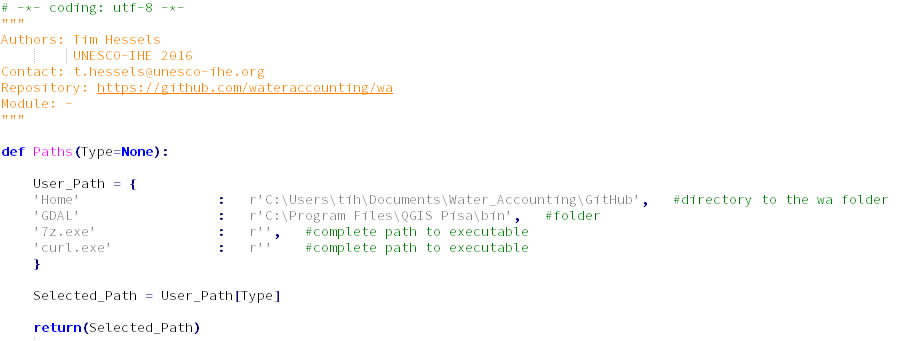 # -*- coding: utf-8 -*-
"""
Authors: Tim Hessels
         UNESCO-IHE 2016
Contact: t.hessels@unesco-ihe.org
Repository: https://github.com/wateraccounting/wa
Module: -
"""

def Paths(Type=None):

    User_Path = {
    'Home'                 :   r'C:\Users\tih\Documents\Water_Accounting\GitHub',   #directory to the wa folder
    'GDAL'                 :   r'C:\Program Files\QGIS Pisa\bin',   #folder
    '7z.exe'               :   r'',   #complete path to executable
    'curl.exe'             :   r''    #complete path to executable
    }

    Selected_Path = User_Path[Type]

    return(Selected_Path)